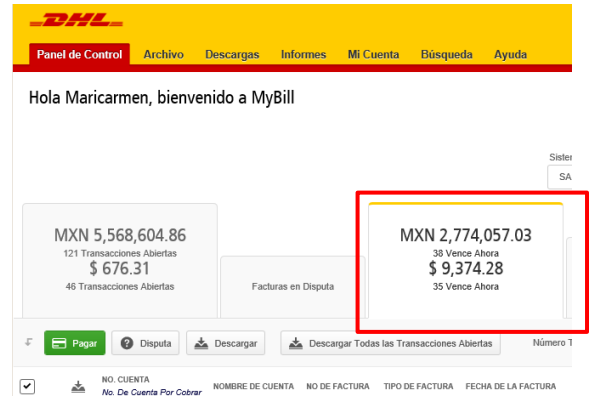 DHL
Panel de Control Archivo Descargas Informes Mi Cuenta Búsqueda Ayuda
Hola Maricarmen, bienvenido a MyBill
Sister
SA
MXN 5,568,604.86
121 Transacciones Abiertas
$ 676.31
46 Transacciones Abiertas
Facturas en Disputa
MXN 2,774,057.03
38 Vence Ahora
$ 9,374.28
35 Vence Ahora
Pagar Disputa Descargar Descargar Todas las Transacciones Abiertas Número T
NO. CUENTA
No. De Cuenta Por Cobrar
NOMBRE DE CUENTA NO DE FACTURA TIPO DE FACTURA FECHA DE LA FACTURA